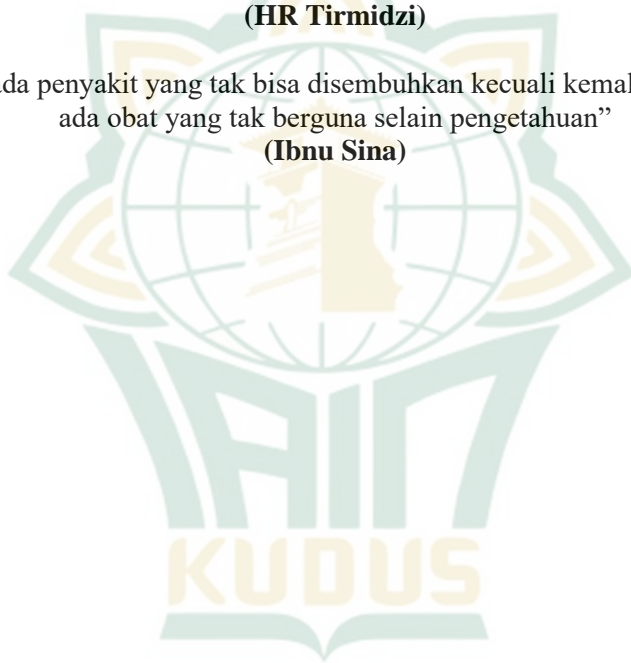 (HR Tirmidzi)
ada penyakit yang tak bisa disembuhkan kecuali
ada obat yang tak berguna selain pengetahuan”
(Ibnu Sina)
IAIN
KUDUS